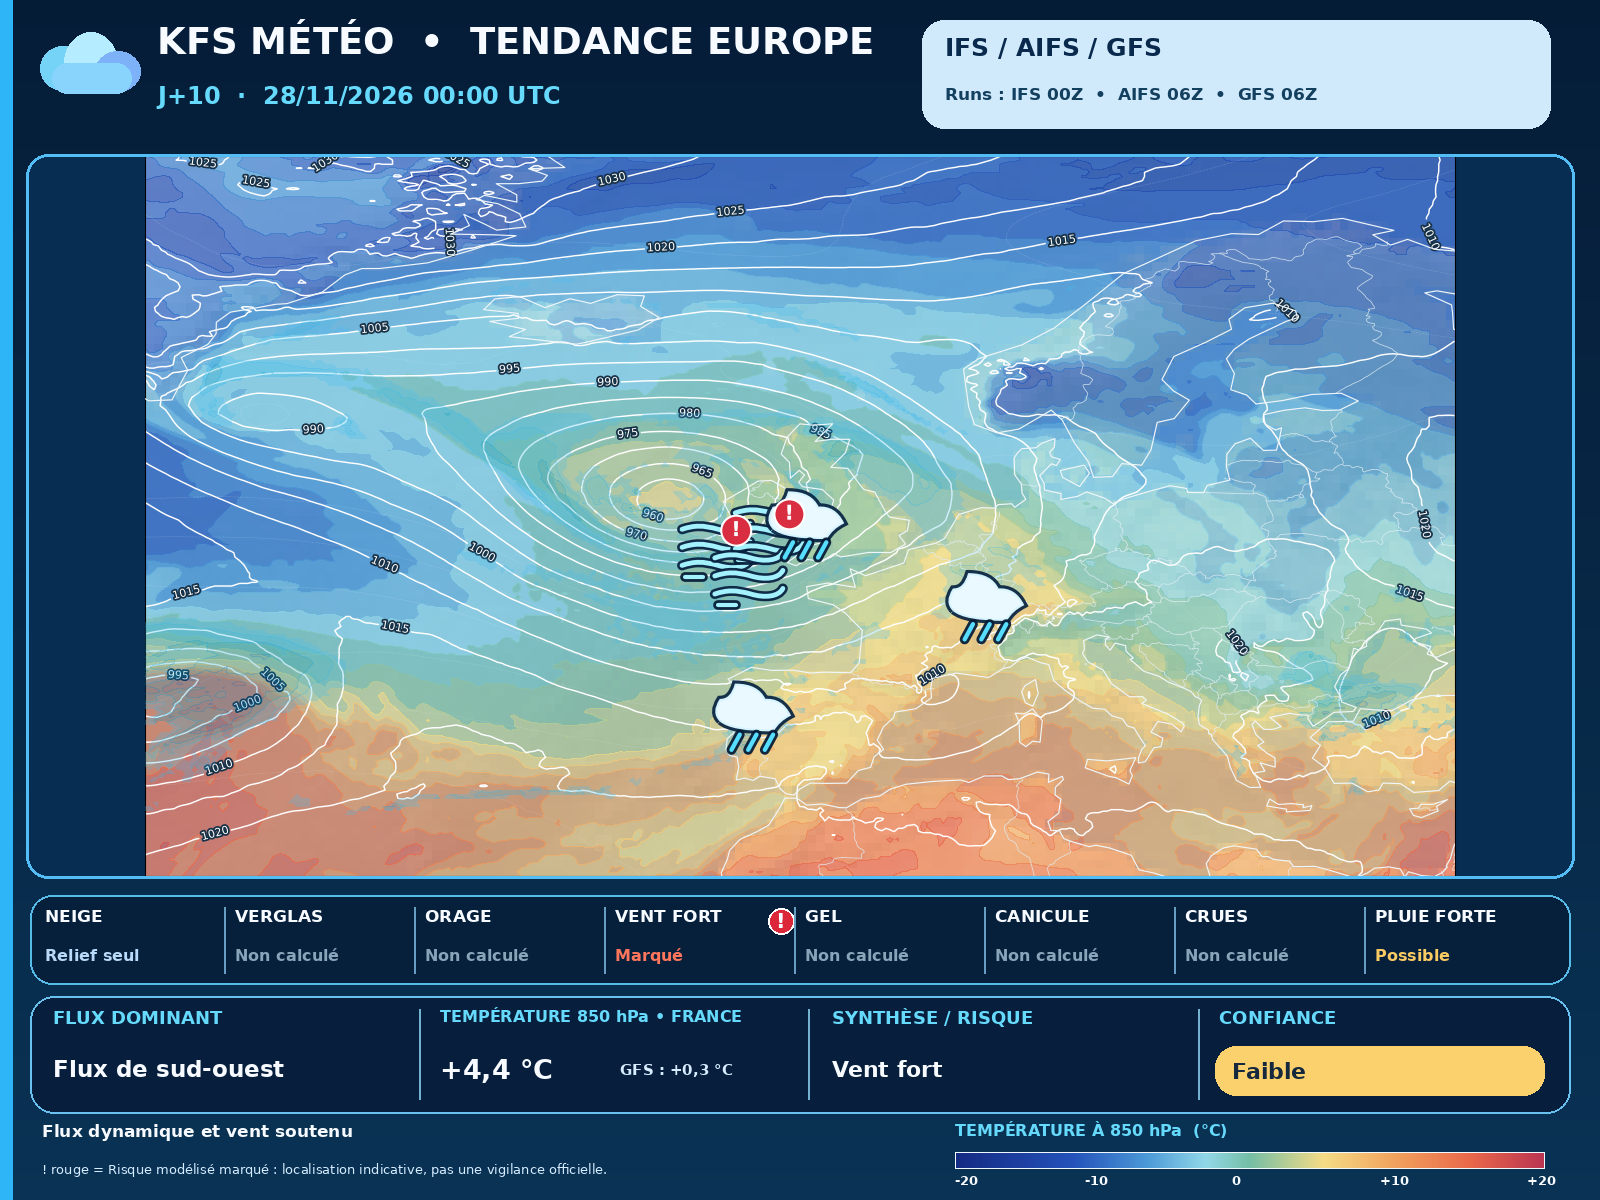 KFS MÉTÉO • TENDANCE EUROPE
J+10 · 28/11/2026 00:00 UTC
IFS / AIFS / GFS
Runs : IFS 00Z • AIFS 06Z • GFS 06Z
1025
1030
1025
1025
1030
1030
1025
1020
1015
1010
1010
1005
995
990
990
980
985
975
965
960
970
1000
1010
1015
1015
1020
1015
1020
1010
1010
995
1005
1000
1010
1020
NEIGE
Relief seul
VERGLAS
Non calculé
ORAGE
Non calculé
VENT FORT !
Marqué
GEL
Non calculé
CANICULE
Non calculé
CRUES
Non calculé
PLUIE FORTE
Possible
FLUX DOMINANT
Flux de sud-ouest
TEMPÉRATURE 850 hPa • FRANCE
+4,4 °C GFS : +0,3 °C
SYNTHÈSE / RISQUE
Vent fort
CONFIANCE
Faible
Flux dynamique et vent soutenu
! rouge = Risque modélisé marqué : localisation indicative, pas une vigilance officielle.
TEMPÉRATURE À 850 hPa (°C)
-20 -10 0 +10 +20